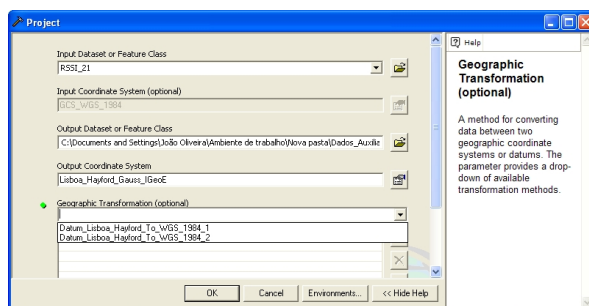 Project
Input Dataset or Feature Class
RSSI_21
Input Coordinate System (optional)
GCS_WGS_1984
Output Dataset or Feature Class
C:\Documents and Settings\João Oliveira\Ambiente de trabalho\Nova pasta\Dados_Auxilia
Output Coordinate System
Lisboa_Hayford_Gauss_IGeoE
Geographic Transformation (optional)
Datum_Lisboa_Hayford_To_WGS_1984_1
Datum_Lisboa_Hayford_To_WGS_1984_2
OK
Cancel
Environments...
<< Hide Help
Help
Geographic
Transformation
(optional)
A method for converting
data between two
geographic coordinate
systems or datums. The
parameter provides a drop-
down of available
transformation methods.